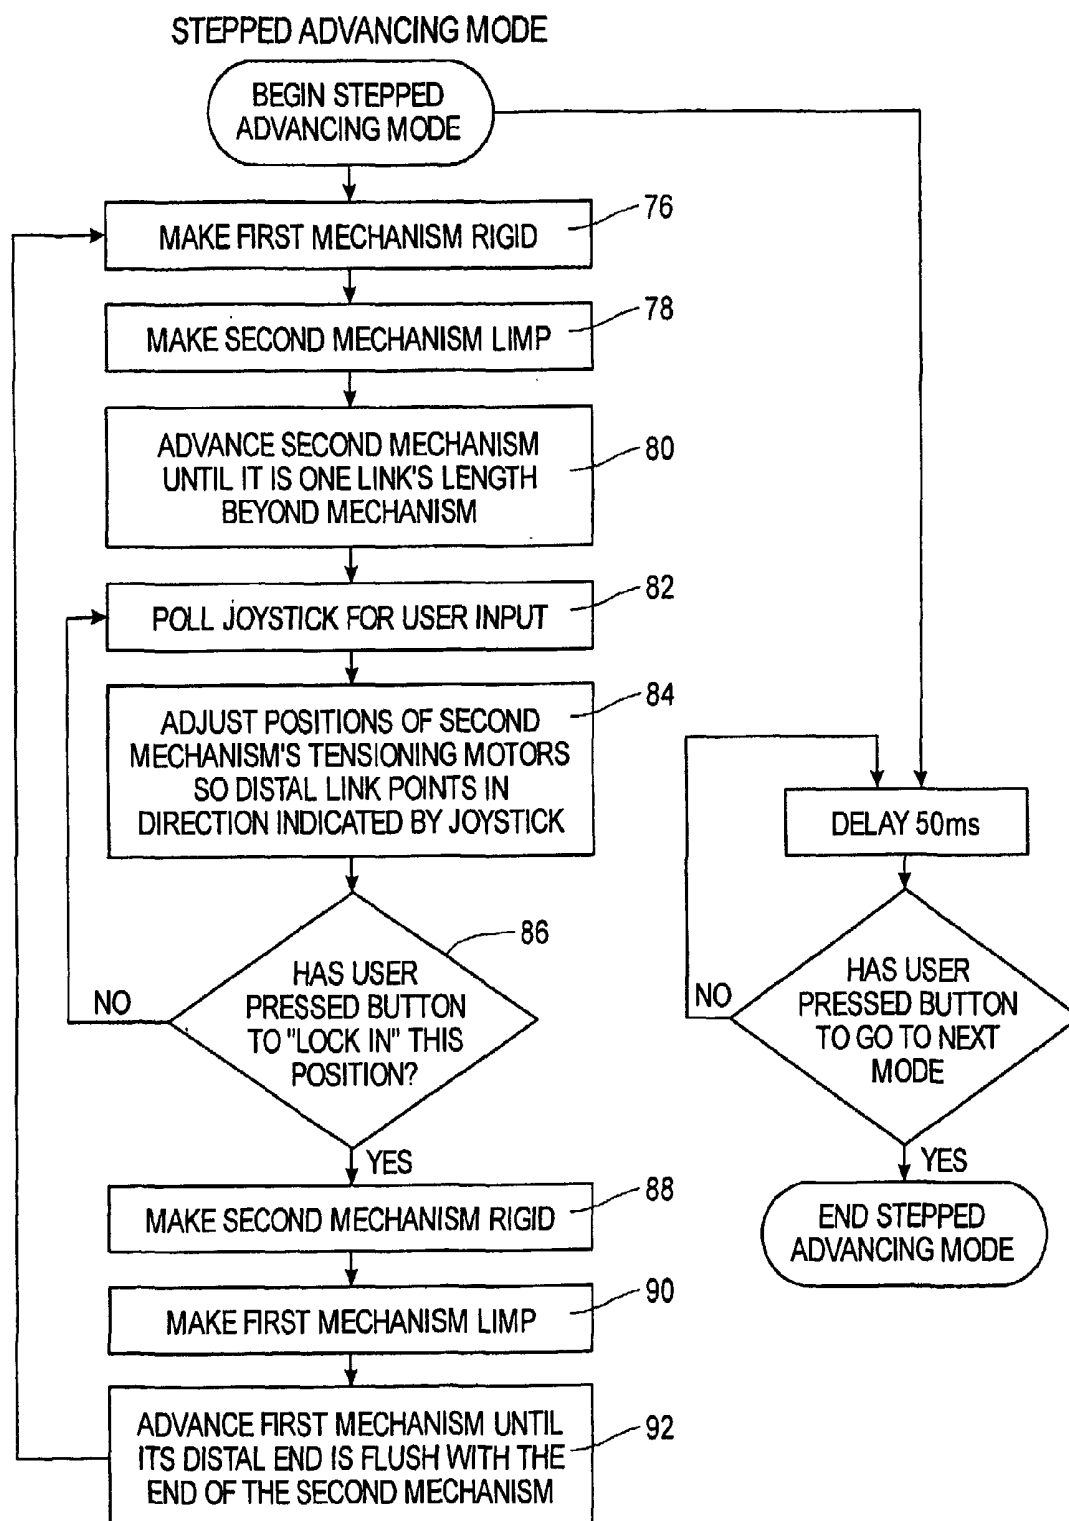 STEPPED ADVANCING MODE
BEGIN STEPPED
ADVANCING MODE
MAKE FIRST MECHANISM RIGID
76
MAKE SECOND MECHANISM LIMP
78
ADVANCE SECOND MECHANISM
UNTIL IT IS ONE LINK'S LENGTH
BEYOND MECHANISM
80
POLL JOYSTICK FOR USER INPUT
82
ADJUST POSITIONS OF SECOND
MECHANISM'S TENSIONING MOTORS
SO DISTAL LINK POINTS IN
DIRECTION INDICATED BY JOYSTICK
84
HAS USER
PRESSED BUTTON
TO "LOCK IN" THIS
POSITION?
86
NO
YES
MAKE SECOND MECHANISM RIGID
88
MAKE FIRST MECHANISM LIMP
90
ADVANCE FIRST MECHANISM UNTIL
ITS DISTAL END IS FLUSH WITH THE
END OF THE SECOND MECHANISM
92
DELAY 50ms
HAS USER
PRESSED BUTTON
TO GO TO NEXT
MODE
NO
YES
END STEPPED
ADVANCING MODE